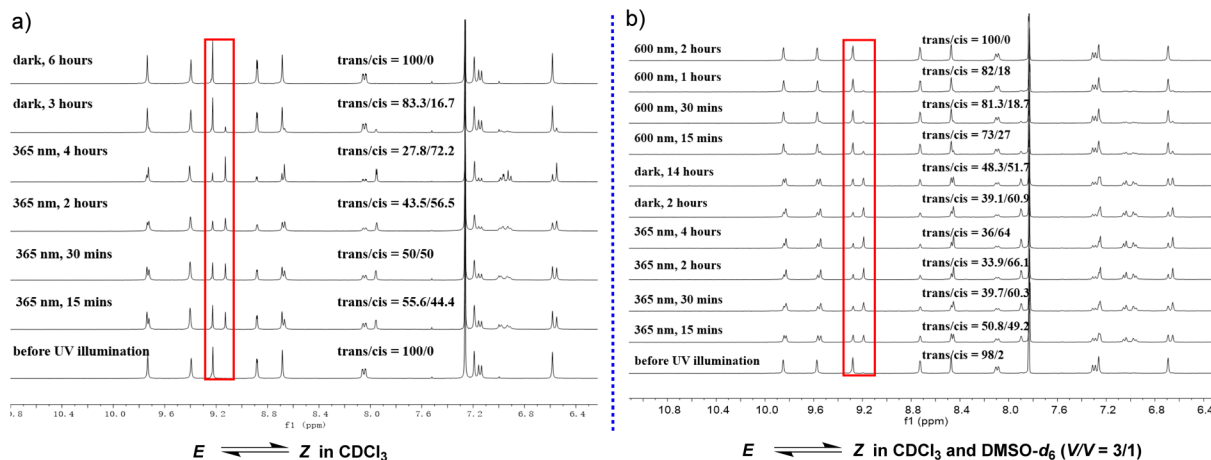 a)
dark, 6 hours
trans/cis = 100/0
dark, 3 hours
trans/cis = 83.3/16.7
365 nm, 4 hours
trans/cis = 27.8/72.2
365 nm, 2 hours
trans/cis = 43.5/56.5
365 nm, 30 mins
trans/cis = 50/50
365 nm, 15 mins
trans/cis = 55.6/44.4
before UV illumination
trans/cis = 100/0
0.8 10.4 10.0 9.6 9.2 8.8 8.4 8.0 7.6 7.2 6.8 6.4
f1 (ppm)
E ⇌ Z in CDCl3
b)
600 nm, 2 hours
trans/cis = 100/0
600 nm, 1 hours
trans/cis = 82/18
600 nm, 30 mins
trans/cis = 81.3/18.7
600 nm, 15 mins
trans/cis = 73/27
dark, 14 hours
trans/cis = 48.3/51.7
dark, 2 hours
trans/cis = 39.1/60.9
365 nm, 4 hours
trans/cis = 36/64
365 nm, 2 hours
trans/cis = 33.9/66.1
365 nm, 30 mins
trans/cis = 39.7/60.3
365 nm, 15 mins
trans/cis = 50.8/49.2
before UV illumination
trans/cis = 98/2
10.8 10.4 10.0 9.6 9.2 8.8 8.4 8.0 7.6 7.2 6.8 6.4
f1 (ppm)
E ⇌ Z in CDCl3 and DMSO-d6 (V/V = 3/1)